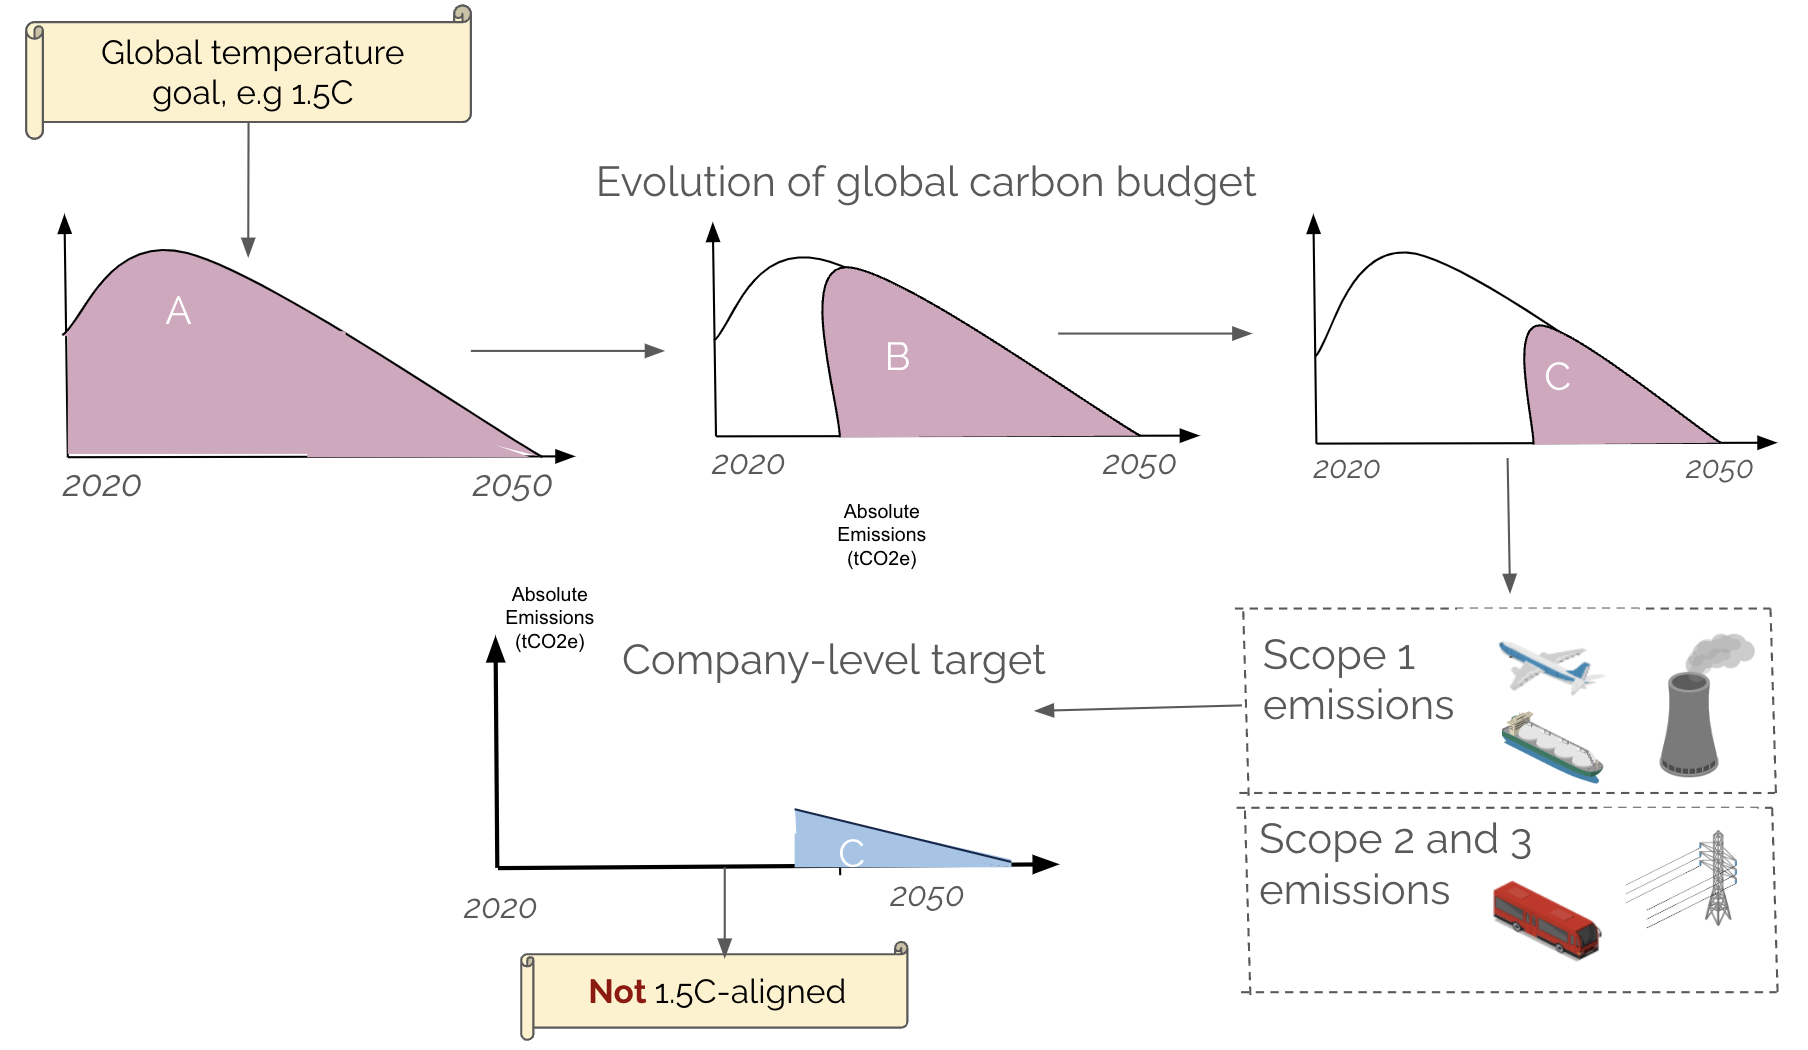 Global temperature
goal, e.g 1.5C
Evolution of global carbon budget
A
2020
2050
B
2020
2050
C
2020
2050
Absolute
Emissions
(tCO2e)
Absolute
Emissions
(tCO2e)
Company-level target
C
2020
2050
Scope 1
emissions
Scope 2 and 3
emissions
Not 1.5C-aligned